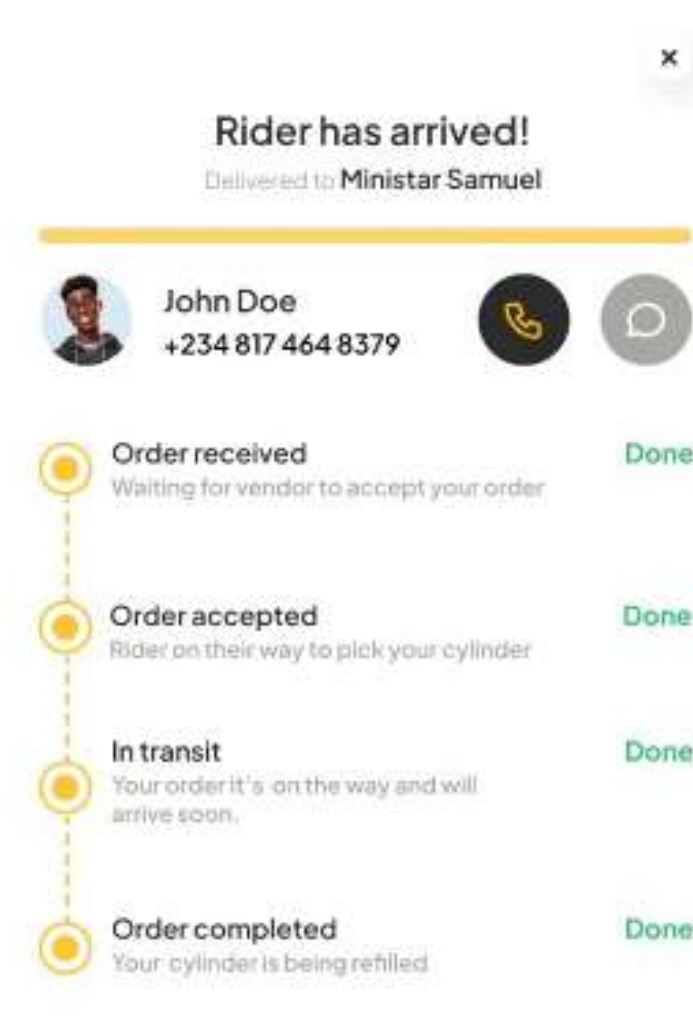 Rider has arrived!
Delivered to Ministar Samuel
John Doe
+234 817 464 8379
Order received
Done
Waiting for vendor to accept your order
Order accepted
Done
Rider on their way to pick your cylinder
In transit
Done
Your order it's on the way and will
arrive soon.
Order completed
Done
Your cylinder is being refilled